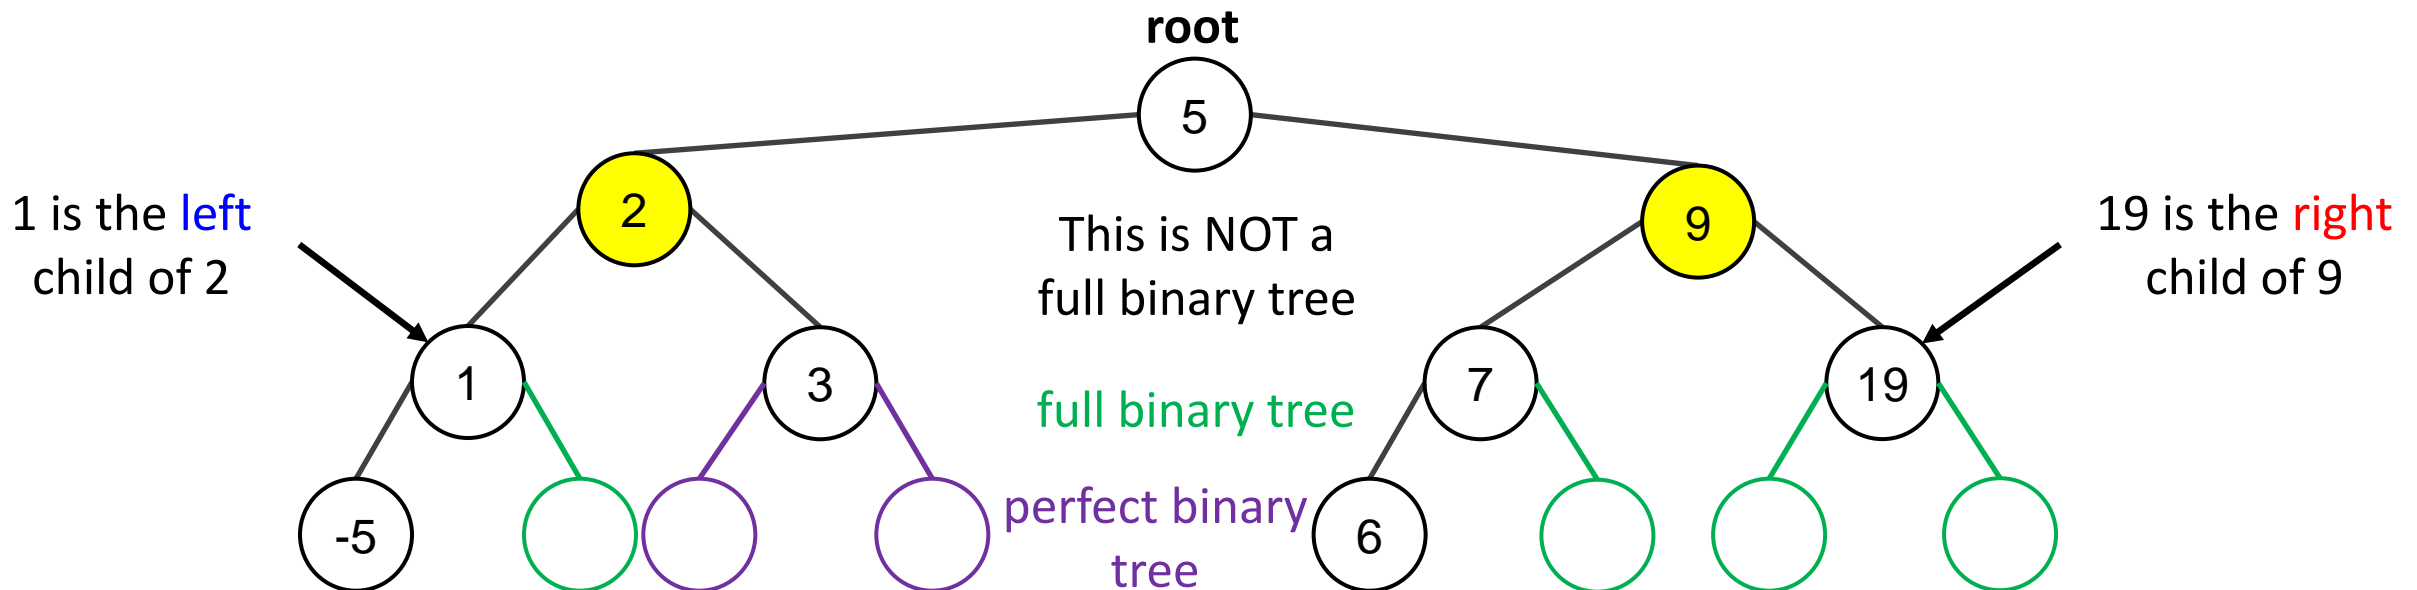 root
5
2
9
1 is the left
child of 2
This is NOT a
full binary tree
19 is the right
child of 9
1
3
full binary tree
7
19
-5
perfect binary
tree
6